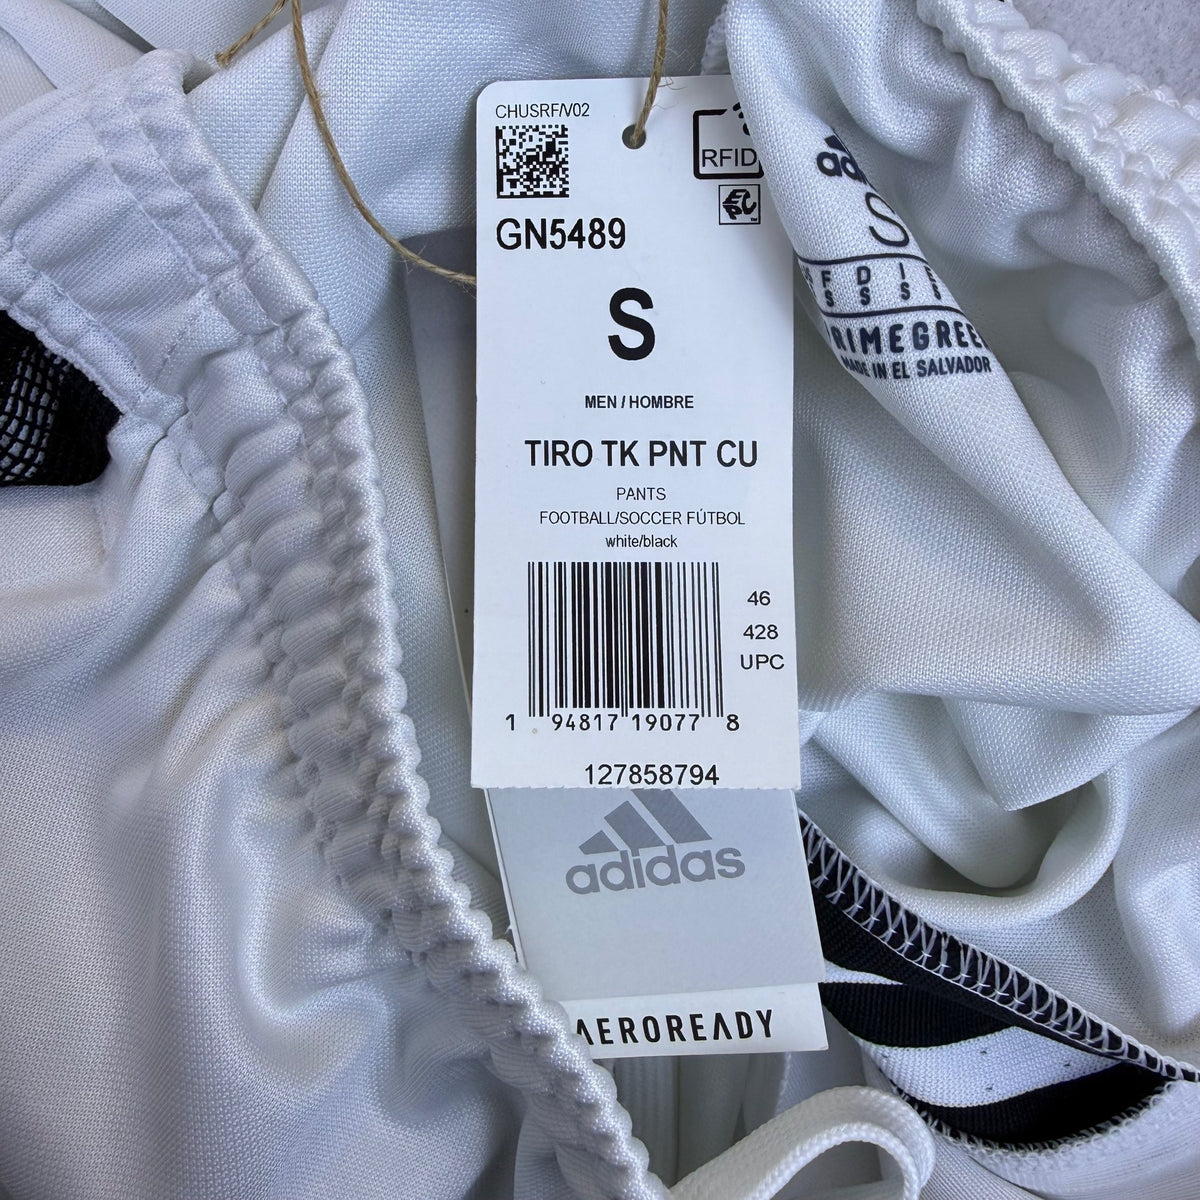 CHUSRF/V02
RFID
EPC
GN5489
S
MEN / HOMBRE
TIRO TK PNT CU
PANTS
FOOTBALL/SOCCER FÚTBOL
white/black
46
428
UPC
1 94817 19077 8
127858794
adidas
AEROREADY
S
F D I
S S S S
MADE IN EL SALVADOR